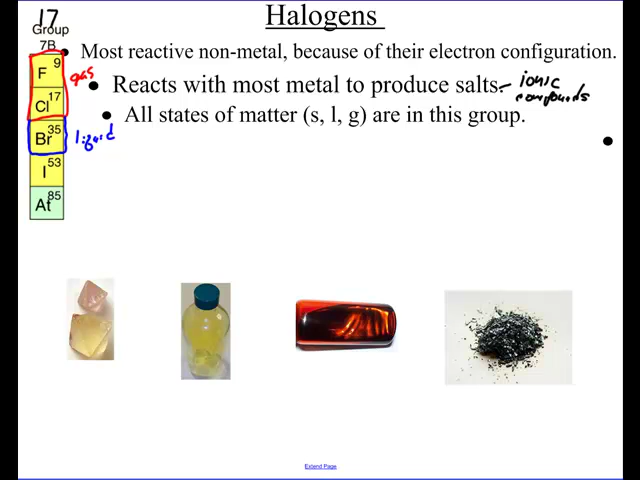 Halogens
17
Group
7B
• Most reactive non-metal, because of their electron configuration.
• Reacts with most metal to produce salts - ionic compounds
• All states of matter (s, l, g) are in this group.
•
F 9
gas
Cl 17
Br 35
liquid
I 53
At 85
Extend Page